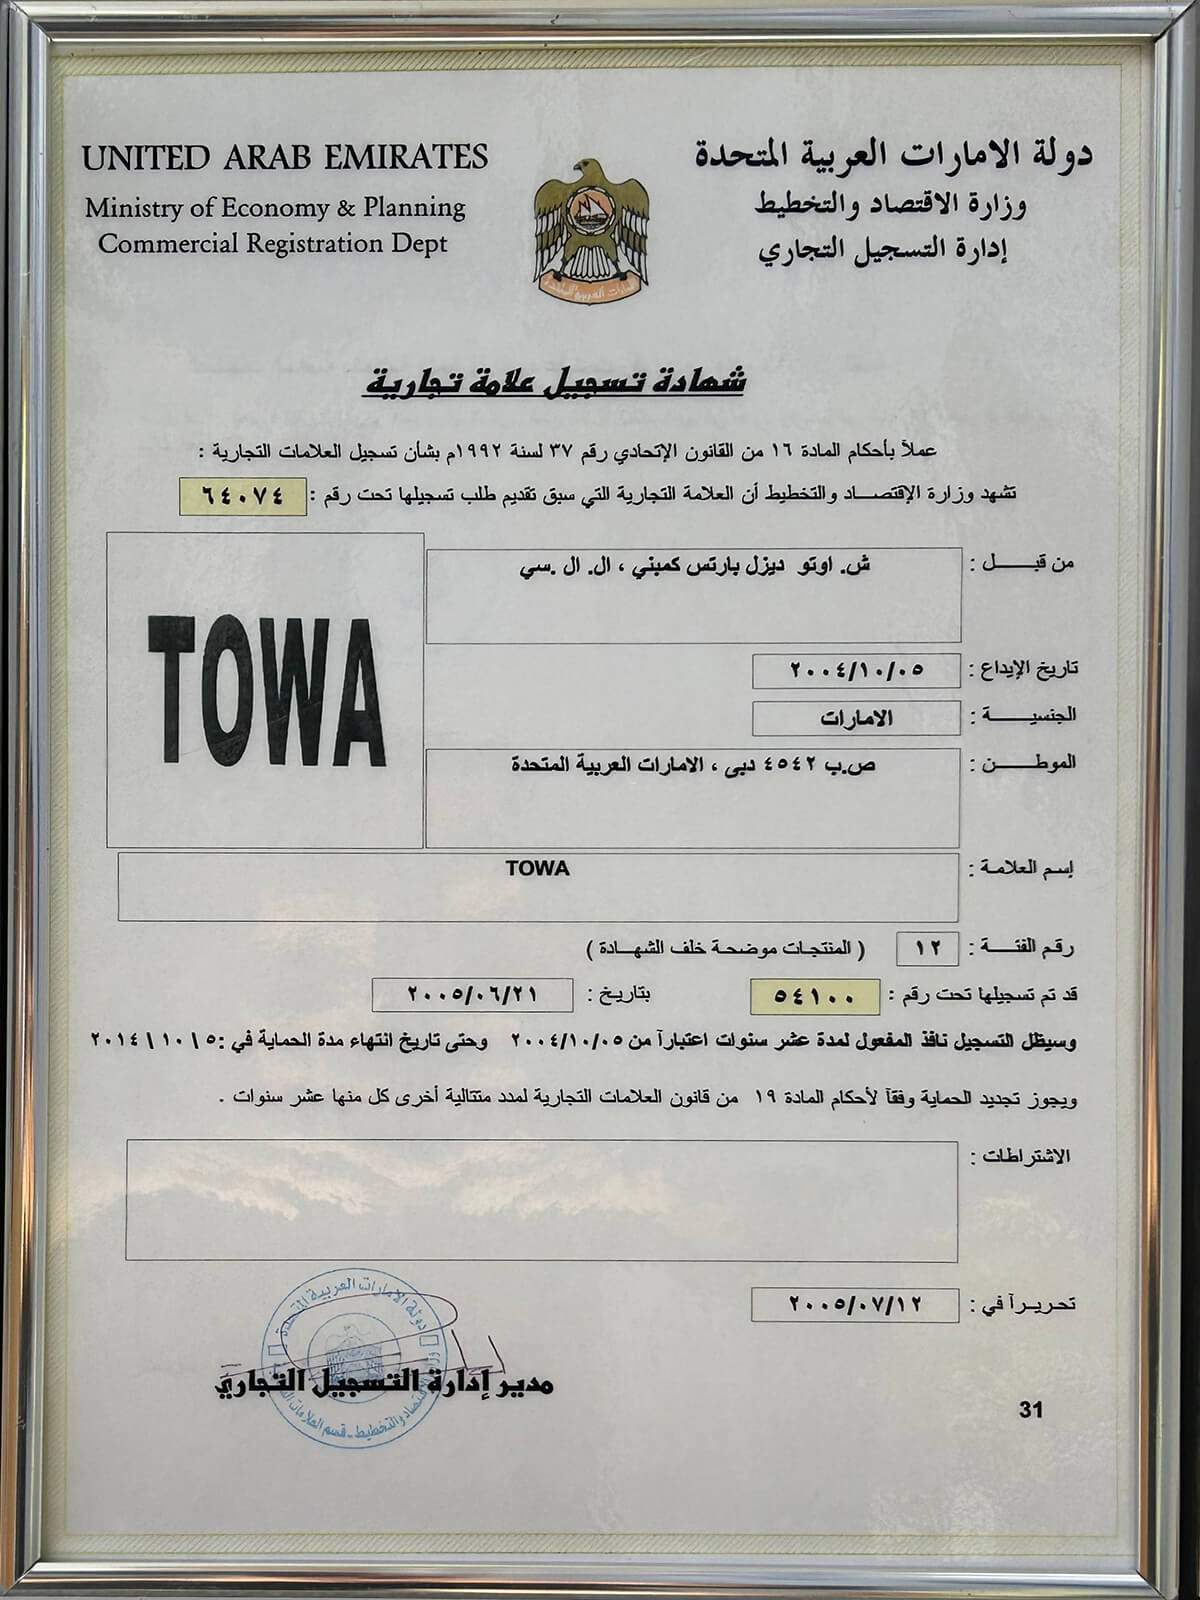 UNITED ARAB EMIRATES
Ministry of Economy & Planning
Commercial Registration Dept
دولة الامارات العربية المتحدة
وزارة الاقتصاد والتخطيط
إدارة التسجيل التجاري
شهادة تسجيل علامة تجارية
عملاً بأحكام المادة ١٦ من القانون الإتحادي رقم ٣٧ لسنة ١٩٩٢م بشأن تسجيل العلامات التجارية :
تشهد وزارة الإقتصاد والتخطيط أن العلامة التجارية التي سبق تقديم طلب تسجيلها تحت رقم : ٦٤٠٧٤
TOWA
من قبل : ش. اوتو ديزل بارتس كمبني ، ال. ال .سي
تاريخ الإيداع : ٢٠٠٤/١٠/٠٥
الجنسية : الامارات
الموطن : ص.ب ٤٥٤٢ دبى ، الامارات العربية المتحدة
إسم العلامة : TOWA
رقم الفئة : ١٢ ( المنتجات موضحة خلف الشهادة )
قد تم تسجيلها تحت رقم : ٥٤١٠٠ بتاريخ : ٢٠٠٥/٠٦/٢١
وسيظل التسجيل نافذ المفعول لمدة عشر سنوات اعتباراً من ٢٠٠٤/١٠/٠٥ وحتى تاريخ انتهاء مدة الحماية في :٥ \ ١٠ \ ٢٠١٤
ويجوز تجديد الحماية وفقاً لأحكام المادة ١٩ من قانون العلامات التجارية لمدد متتالية أخرى كل منها عشر سنوات .
الاشتراطات :
تحريراً في : ٢٠٠٥/٠٧/١٢
دولة الامارات العربية المتحدة
مدير إدارة التسجيل التجاري
31